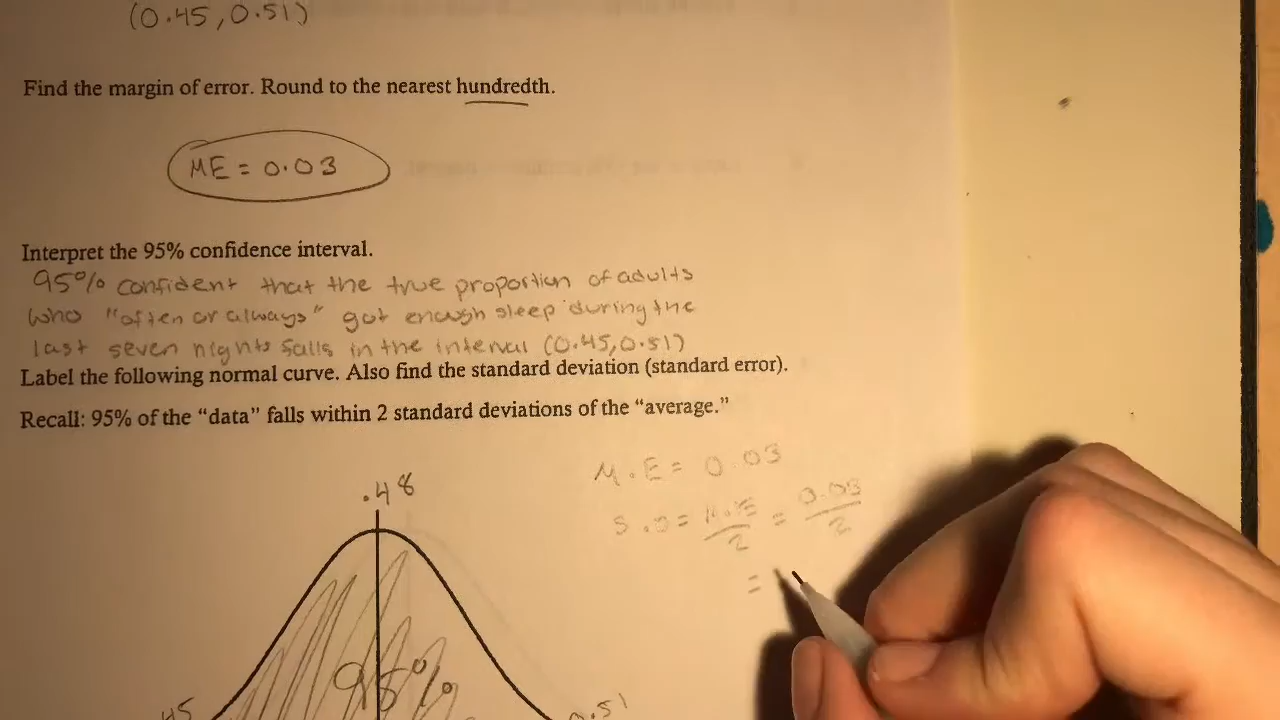 (0.45,0.51)
Find the margin of error. Round to the nearest hundredth.
ME = 0.03
Interpret the 95% confidence interval.
95% confident that the true proportion of adults
who "often or always" got enough sleep during the
last seven nights falls in the interval (0.45,0.51)
Label the following normal curve. Also find the standard deviation (standard error).
Recall: 95% of the “data” falls within 2 standard deviations of the “average.”
M.E = 0.03
S.D = M.E/2 = 0.03/2
=
.48
95%
45
0.51